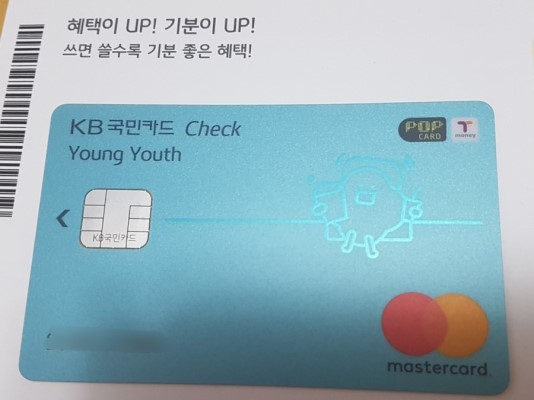 혜택이 UP! 기분이 UP!
쓰면 쓸수록 기분 좋은 혜택!
KB국민카드 Check
POP
CARD
T
money
Young Youth
KB국민카드
mastercard.